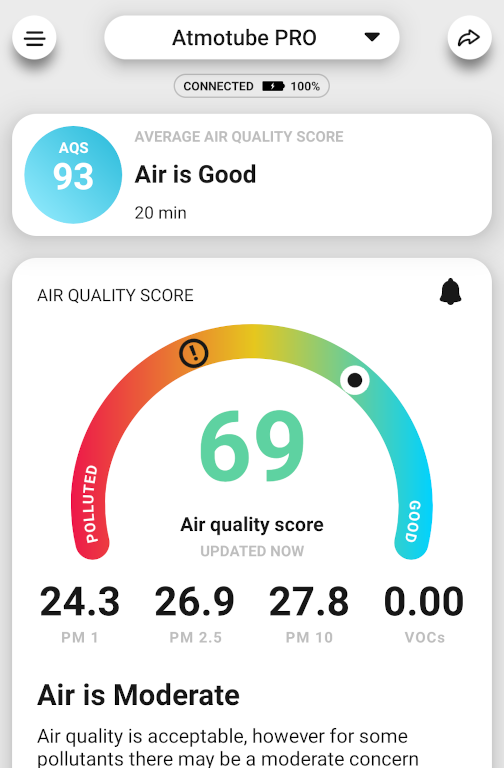 Atmotube PRO
CONNECTED 100%
AQS
93
AVERAGE AIR QUALITY SCORE
Air is Good
20 min
AIR QUALITY SCORE
POLLUTED
GOOD
69
Air quality score
UPDATED NOW
24.3 26.9 27.8 0.00
PM 1 PM 2.5 PM 10 VOCs
Air is Moderate
Air quality is acceptable, however for some
pollutants there may be a moderate concern